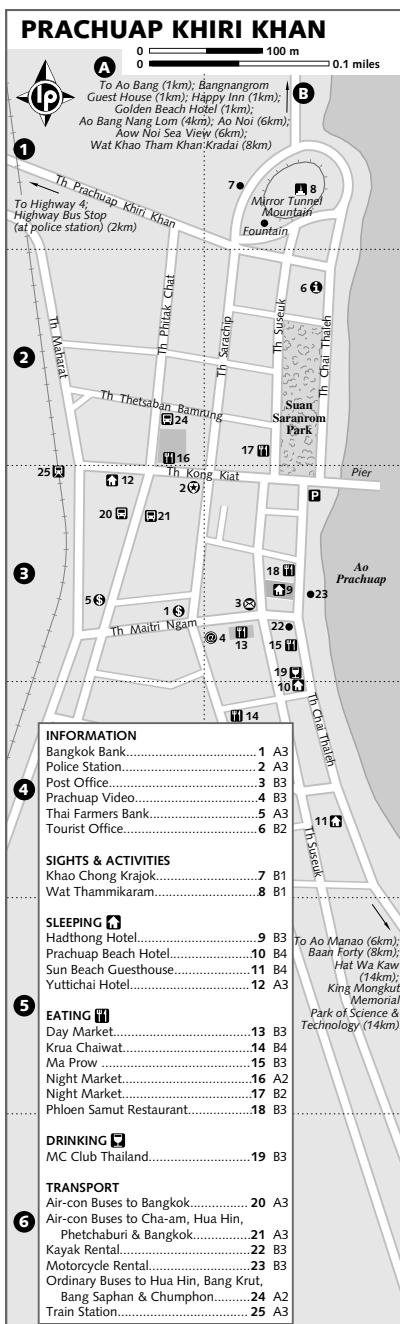 PRACHUAP KHIRI KHAN
0 100 m
0 0.1 miles
A
B
lp
To Ao Bang (1km); Bangnangrom
Guest House (1km); Happy Inn (1km);
Golden Beach Hotel (1km);
Ao Bang Nang Lom (4km); Ao Noi (6km);
Aow Noi Sea View (6km);
Wat Khao Tham Khan Kradai (8km)
1
Th Prachuap Khiri Khan
7
8
Mirror Tunnel
Mountain
Fountain
To Highway 4;
Highway Bus Stop
(at police station) (2km)
6
Th Phitak Chat
Th Sarachip
Th Suseuk
Th Chai Thaleh
Th Maharat
2
Th Thetsaban Bamrung
24
Suan
Saranrom
Park
17
16
25
12
2
Th Kong Kiat
Pier
P
20
21
3
18
9
Ao
Prachuap
23
5
1
3
22
Th Maitri Ngam
4
13
15
19
10
14
Th Chai Thaleh
4
11
Th Suseuk
INFORMATION
Bangkok Bank 1 A3
Police Station 2 A3
Post Office 3 B3
Prachuap Video 4 B3
Thai Farmers Bank 5 A3
Tourist Office 6 B2
SIGHTS & ACTIVITIES
Khao Chong Krajok 7 B1
Wat Thammikaram 8 B1
SLEEPING
Hadthong Hotel 9 B3
Prachuap Beach Hotel 10 B4
Sun Beach Guesthouse 11 B4
Yuttichai Hotel 12 A3
To Ao Manao (6km);
Baan Forty (8km);
Hat Wa Kaw
(14km);
King Mongkut
Memorial
Park of Science &
Technology (14km)
5
EATING
Day Market 13 B3
Krua Chaiwat 14 B4
Ma Prow 15 B3
Night Market 16 A2
Night Market 17 B2
Phloen Samut Restaurant 18 B3
DRINKING
MC Club Thailand 19 B3
TRANSPORT
6
Air-con Buses to Bangkok 20 A3
Air-con Buses to Cha-am, Hua Hin,
Phetchaburi & Bangkok 21 A3
Kayak Rental 22 B3
Motorcycle Rental 23 B3
Ordinary Buses to Hua Hin, Bang Krut,
Bang Saphan & Chumphon 24 A2
Train Station 25 A3